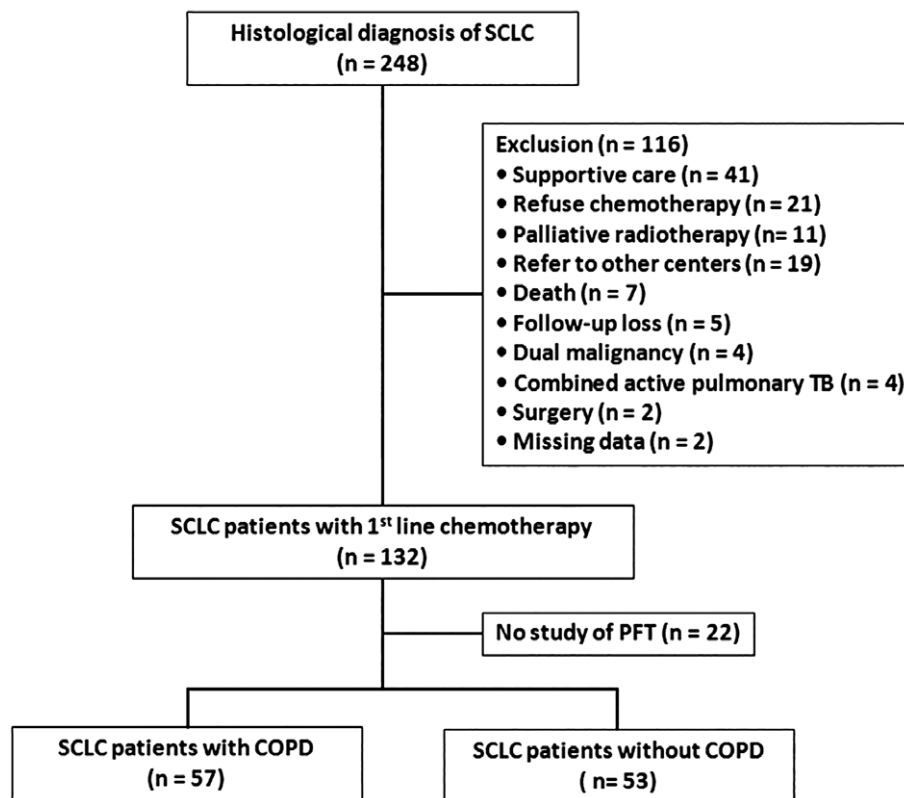 Histological diagnosis of SCLC
(n = 248)
Exclusion (n = 116)
• Supportive care (n = 41)
• Refuse chemotherapy (n = 21)
• Palliative radiotherapy (n= 11)
• Refer to other centers (n = 19)
• Death (n = 7)
• Follow-up loss (n = 5)
• Dual malignancy (n = 4)
• Combined active pulmonary TB (n = 4)
• Surgery (n = 2)
• Missing data (n = 2)
SCLC patients with 1st line chemotherapy
(n = 132)
No study of PFT (n = 22)
SCLC patients with COPD
(n = 57)
SCLC patients without COPD
( n= 53)